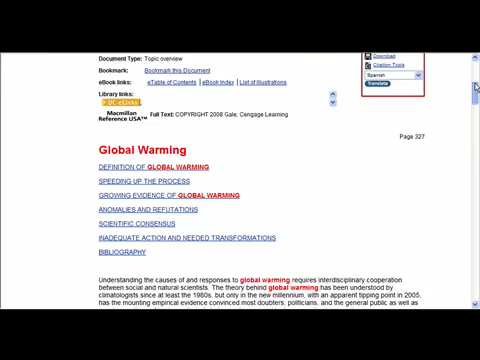 Document Type: Topic overview
Download
Bookmark: Bookmark this Document
Citation Tools
Spanish
eBook links: eTable of Contents | eBook Index | List of Illustrations
Translate
Library links:
UC-eLinks
Macmillan
Reference USA™ Full Text: COPYRIGHT 2008 Gale, Cengage Learning
Page 327
Global Warming
DEFINITION OF GLOBAL WARMING
SPEEDING UP THE PROCESS
GROWING EVIDENCE OF GLOBAL WARMING
ANOMALIES AND REFUTATIONS
SCIENTIFIC CONSENSUS
INADEQUATE ACTION AND NEEDED TRANSFORMATIONS
BIBLIOGRAPHY
Understanding the causes of and responses to global warming requires interdisciplinary cooperation
between social and natural scientists. The theory behind global warming has been understood by
climatologists since at least the 1960s, but only in the new millennium, with an apparent tipping point in 2005,
has the mounting empirical evidence convinced most doubters, politicians, and the general public as well as